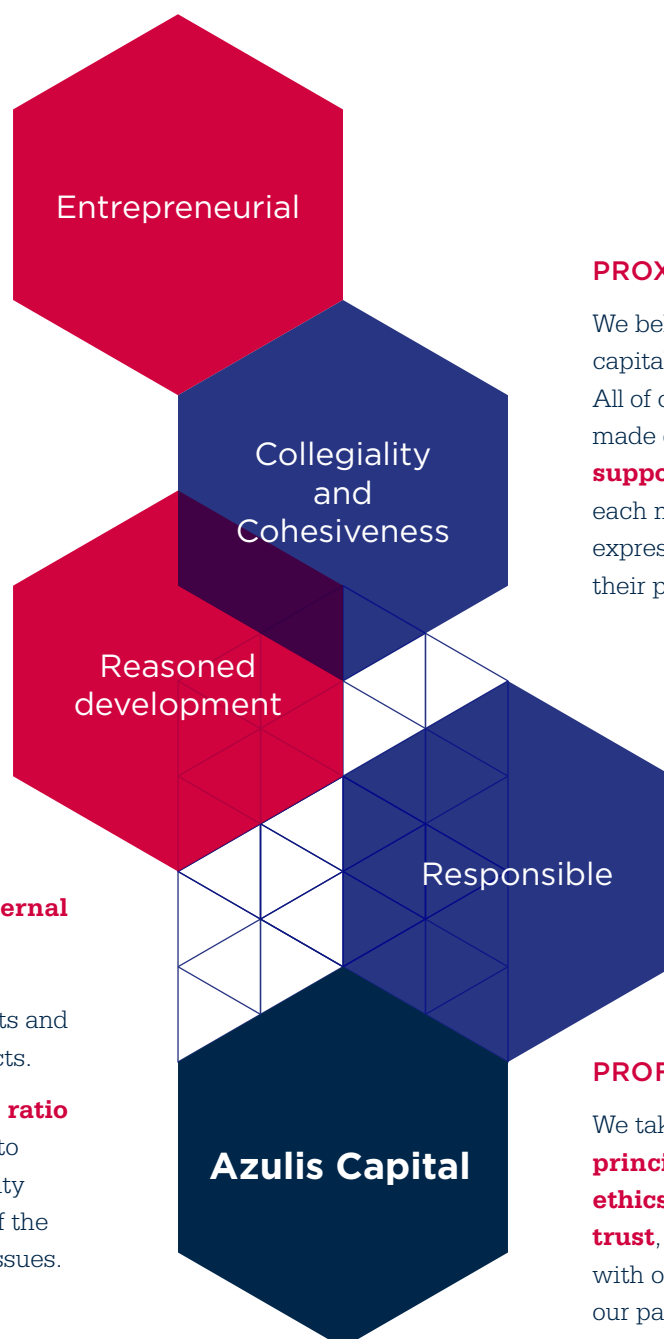 Entrepreneurial
Collegiality
and
Cohesiveness
Reasoned
development
Responsible
Azulis Capital
ernal
ts and
cts.
ratio
to
ity
f the
ssues.
PROX
We be
capita
All of
made
suppo
each
expres
their p
PROF
We tak
princi
ethics
trust,
with o
our pa